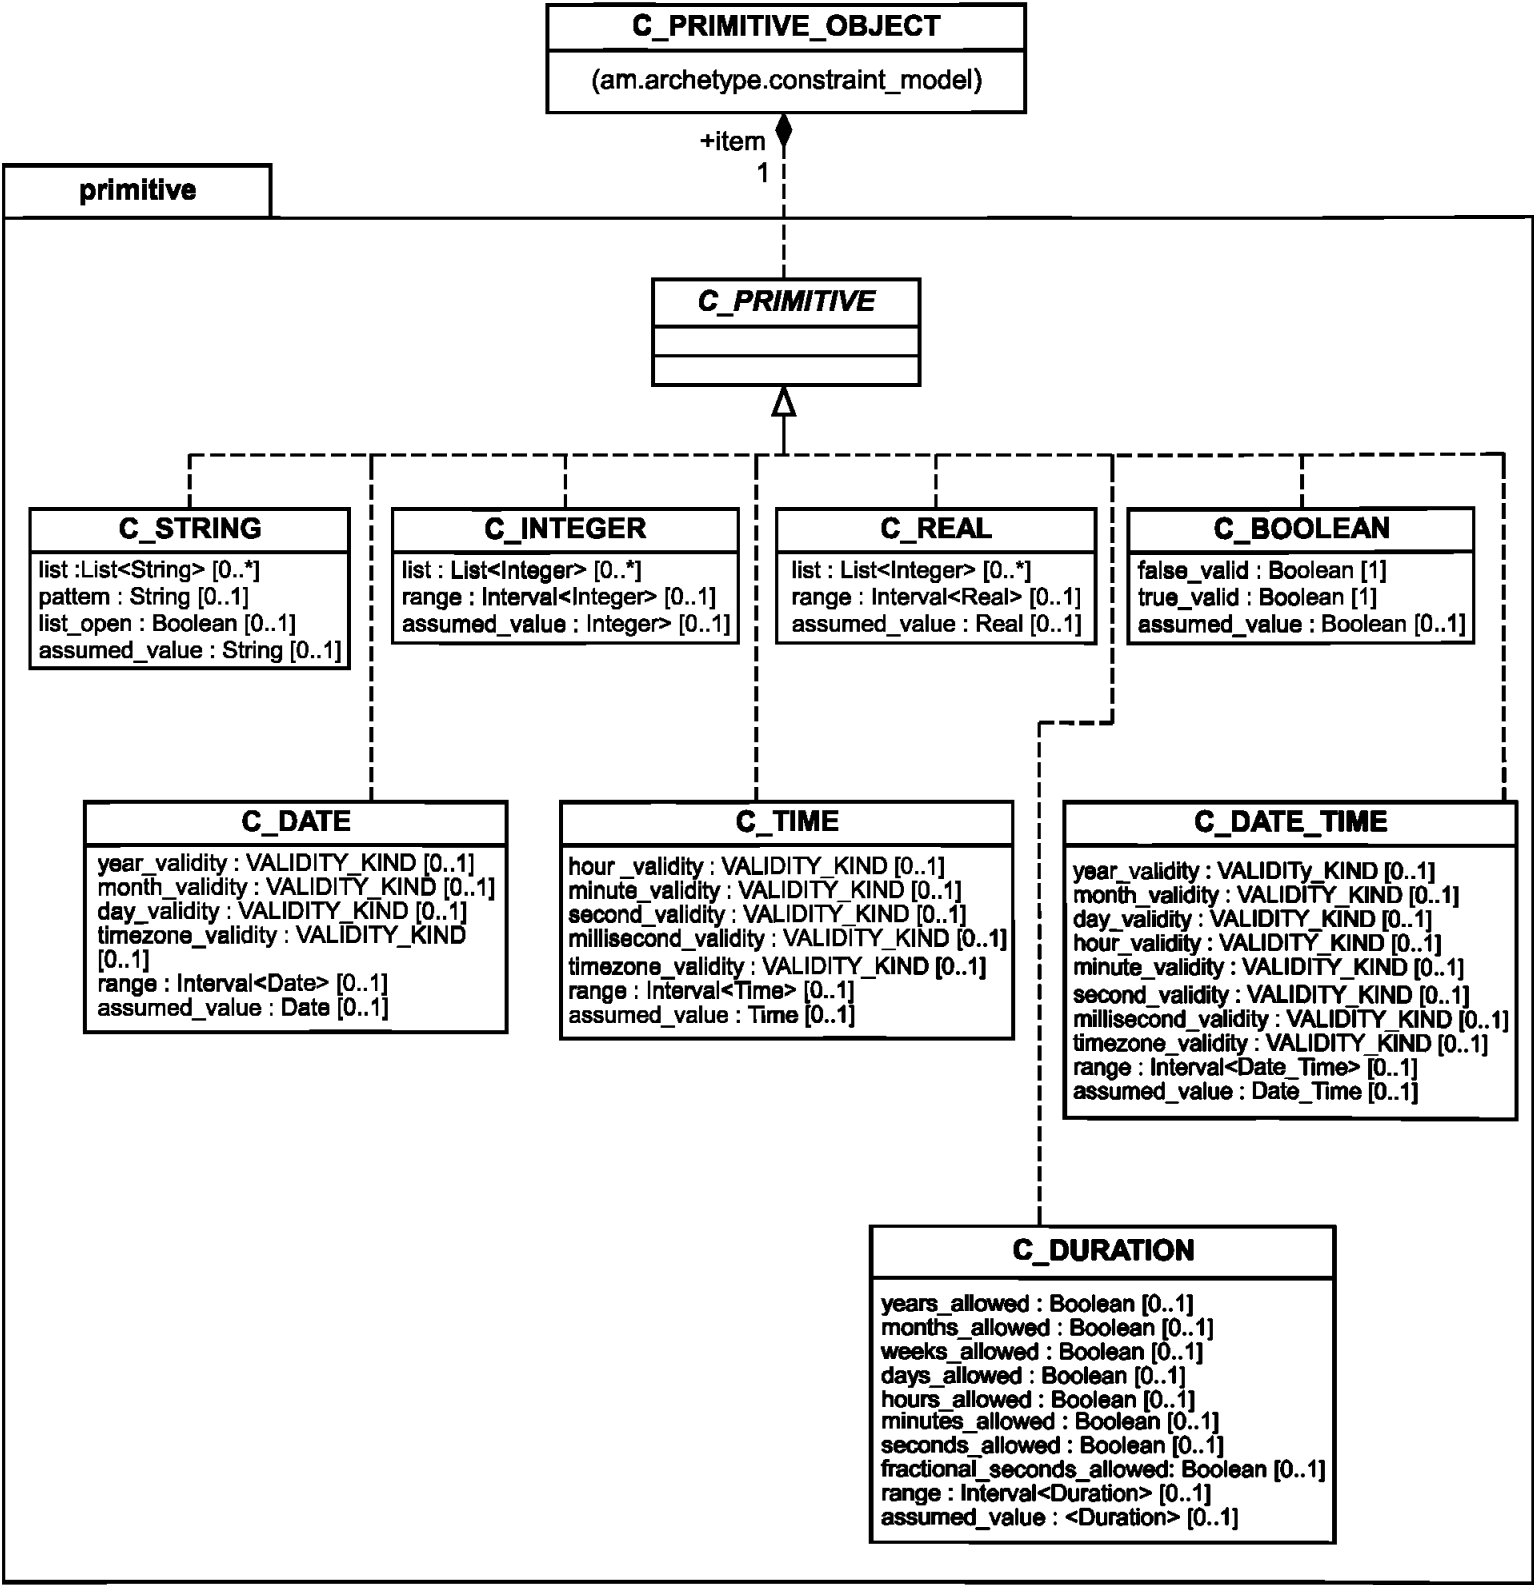 C_PRIMITIVE_OBJECT
(am.archetype.constraint_model)
+item
1
primitive
C_PRIMITIVE
C_STRING
list :List<String> [0..*]
pattem : String [0..1]
list_open : Boolean [0..1]
assumed_value : String [0..1]
C_INTEGER
list : List<Integer> [0..*]
range : Interval<Integer> [0..1]
assumed_value : Integer> [0..1]
C_REAL
list : List<Integer> [0..*]
range : Interval<Real> [0..1]
assumed_value : Real [0..1]
C_BOOLEAN
false_valid : Boolean [1]
true_valid : Boolean [1]
assumed_value : Boolean [0..1]
C_DATE
year_validity : VALIDITY_KIND [0..1]
month_validity : VALIDITY_KIND [0..1]
day_validity : VALIDITY_KIND [0..1]
timezone_validity : VALIDITY_KIND
[0..1]
range : Interval<Date> [0..1]
assumed_value : Date [0..1]
C_TIME
hour_validity : VALIDITY_KIND [0..1]
minute_validity : VALIDITY_KIND [0..1]
second_validity : VALIDITY_KIND [0..1]
millisecond_validity : VALIDITY_KIND [0..1]
timezone_validity : VALIDITY_KIND [0..1]
range : Interval<Time> [0..1]
assumed_value : Time [0..1]
C_DATE_TIME
year_validity : VALIDITy_KIND [0..1]
month_validity : VALIDITY_KIND [0..1]
day_validity : VALIDITY_KIND [0..1]
hour_validity : VALIDITY_KIND [0..1]
minute_validity : VALIDITY_KIND [0..1]
second_validity : VALIDITY_KIND [0..1]
millisecond_validity : VALIDITY_KIND [0..1]
timezone_validity : VALIDITY_KIND [0..1]
range : Interval<Date_Time> [0..1]
assumed_value : Date_Time [0..1]
C_DURATION
years_allowed : Boolean [0..1]
months_allowed : Boolean [0..1]
weeks_allowed : Boolean [0..1]
days_allowed : Boolean [0..1]
hours_allowed : Boolean [0..1]
minutes_allowed : Boolean [0..1]
seconds_allowed : Boolean [0..1]
fractional_seconds_allowed: Boolean [0..1]
range : Interval<Duration> [0..1]
assumed_value : <Duration> [0..1]